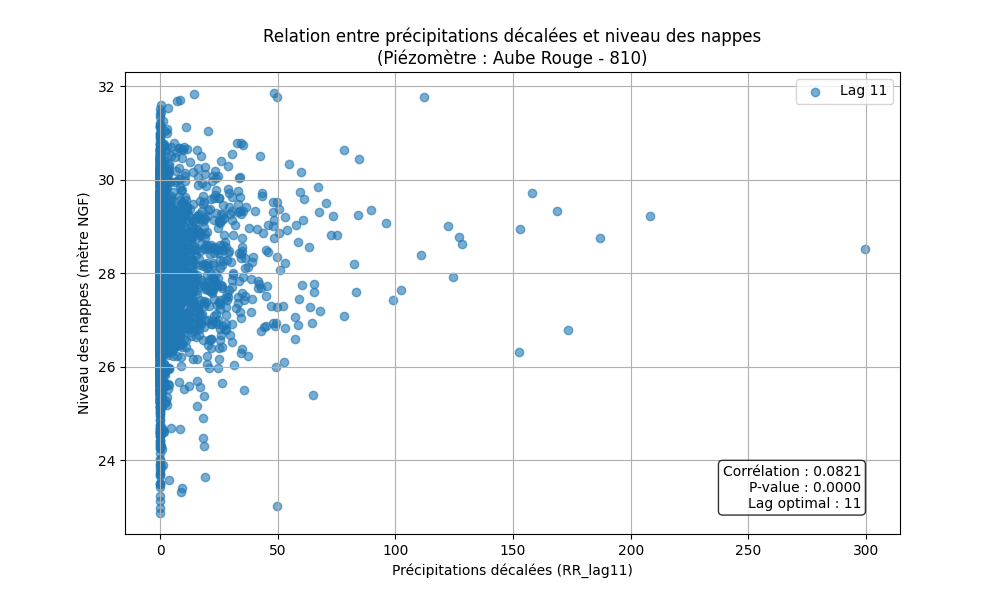 Relation entre précipitations décalées et niveau des nappes
(Piézomètre : Aube Rouge - 810)
Lag 11
Niveau des nappes (mètre NGF)
32
30
28
26
24
Corrélation : 0.0821
P-value : 0.0000
Lag optimal : 11
0 50 100 150 200 250 300
Précipitations décalées (RR_lag11)